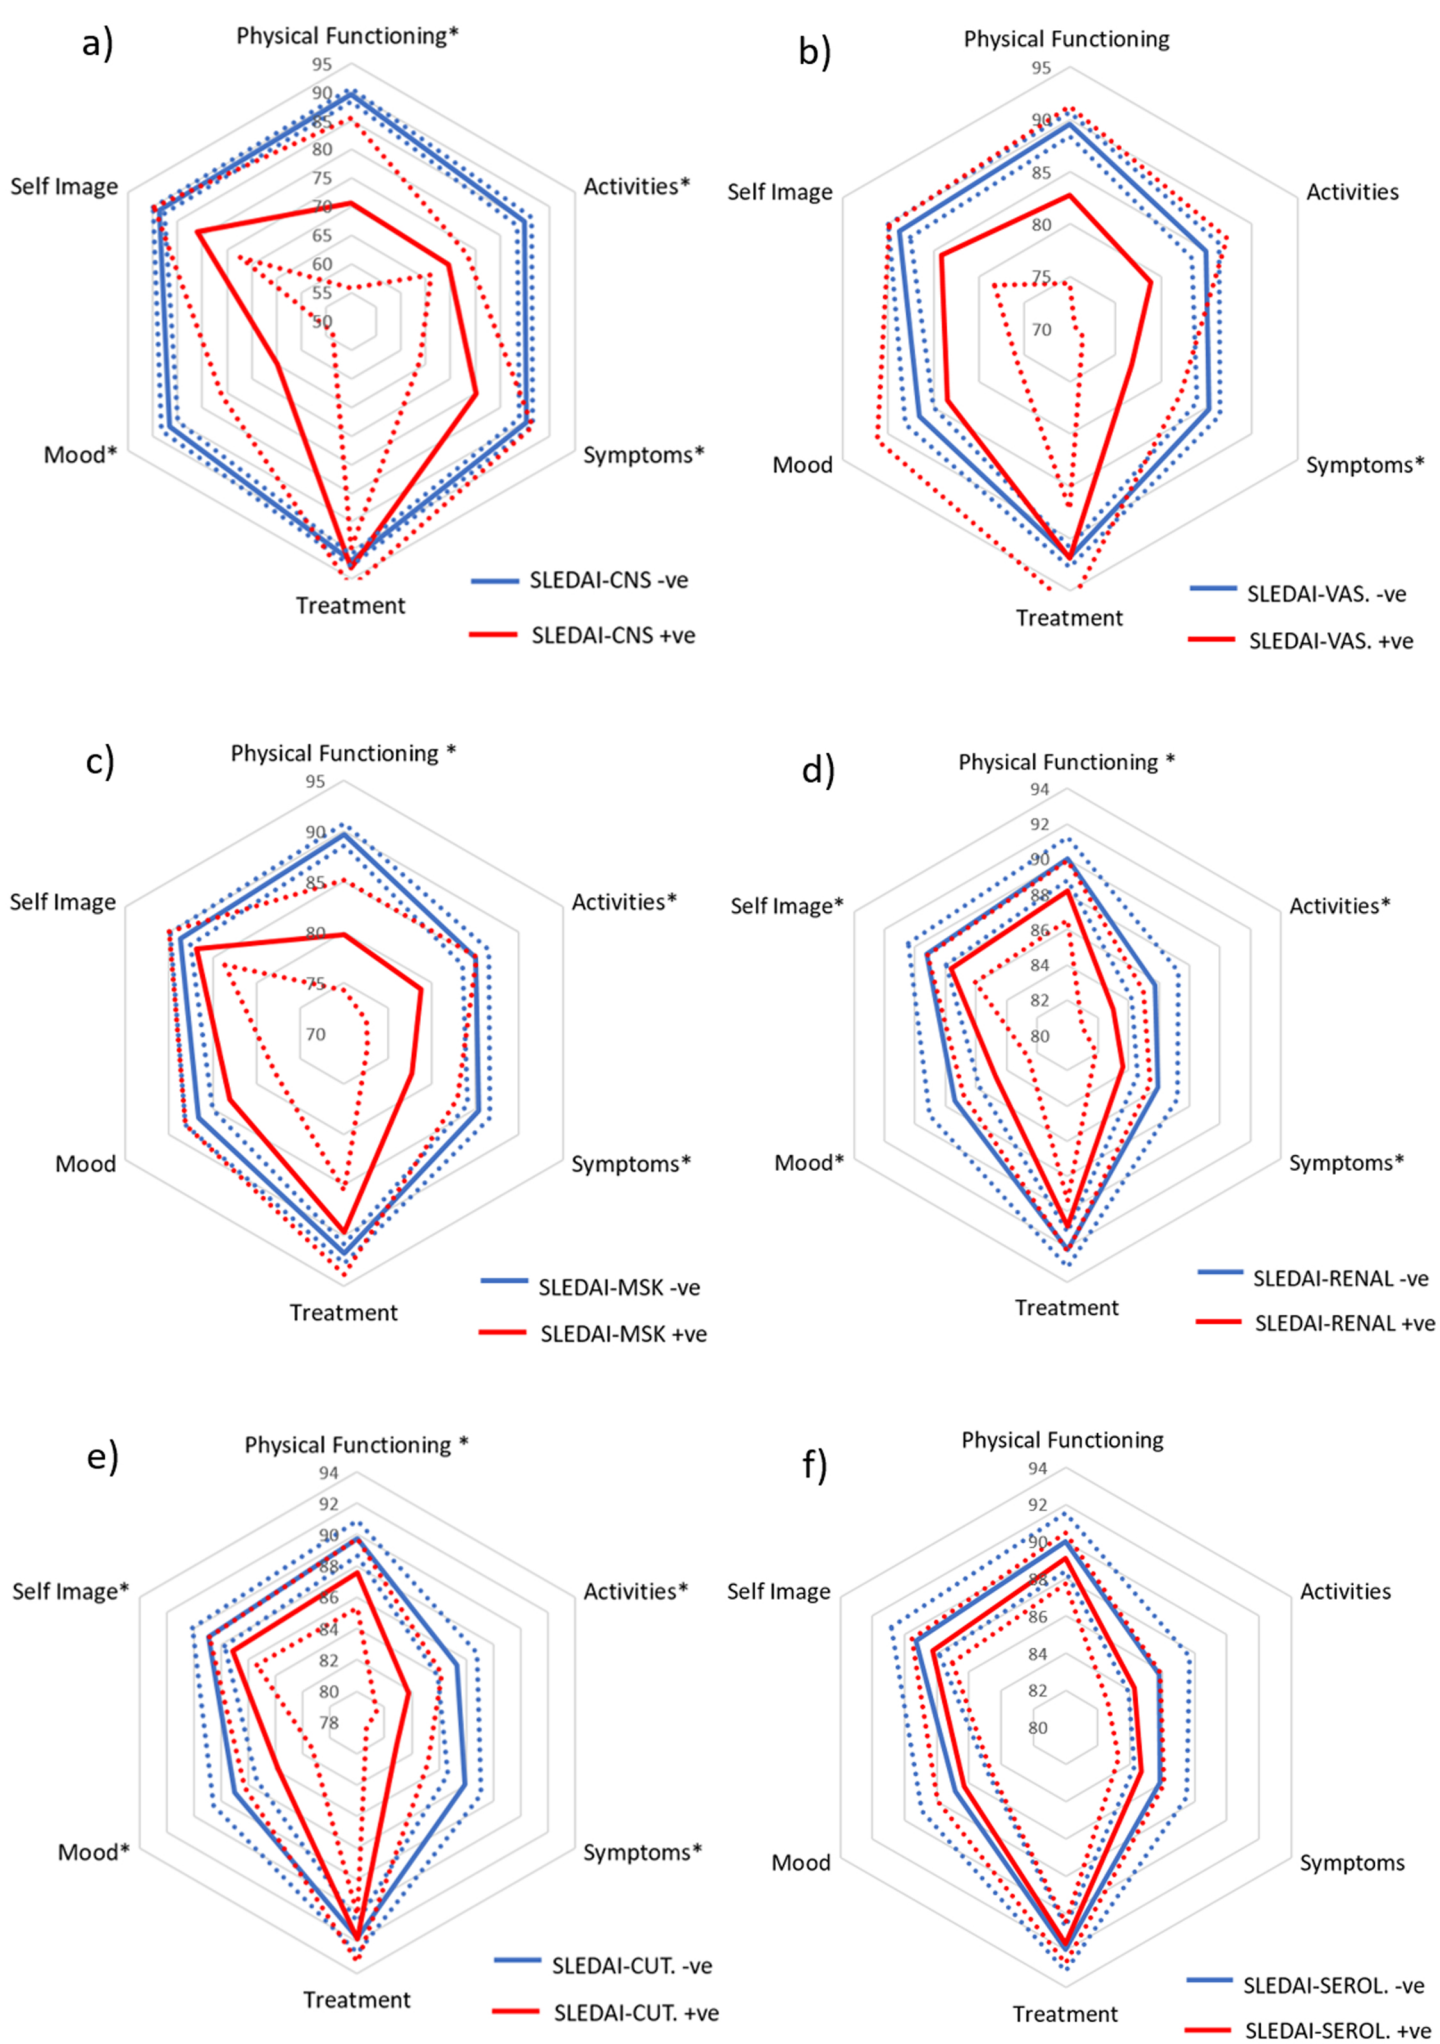 a)
Physical Functioning*
95
90
85
80
75
70
65
60
55
50
Self Image
Activities*
Mood*
Symptoms*
Treatment
SLEDAI-CNS -ve
SLEDAI-CNS +ve
b)
Physical Functioning
95
90
85
80
75
70
Self Image
Activities
Mood
Symptoms*
Treatment
SLEDAI-VAS. -ve
SLEDAI-VAS. +ve
c)
Physical Functioning *
95
90
85
80
75
70
Self Image
Activities*
Mood
Symptoms*
Treatment
SLEDAI-MSK -ve
SLEDAI-MSK +ve
d)
Physical Functioning *
94
92
90
88
86
84
82
80
Self Image*
Activities*
Mood*
Symptoms*
Treatment
SLEDAI-RENAL -ve
SLEDAI-RENAL +ve
e)
Physical Functioning *
94
92
90
88
86
84
82
80
78
Self Image*
Activities*
Mood*
Symptoms*
Treatment
SLEDAI-CUT. -ve
SLEDAI-CUT. +ve
f)
Physical Functioning
94
92
90
88
86
84
82
80
Self Image
Activities
Mood
Symptoms
Treatment
SLEDAI-SEROL. -ve
SLEDAI-SEROL. +ve